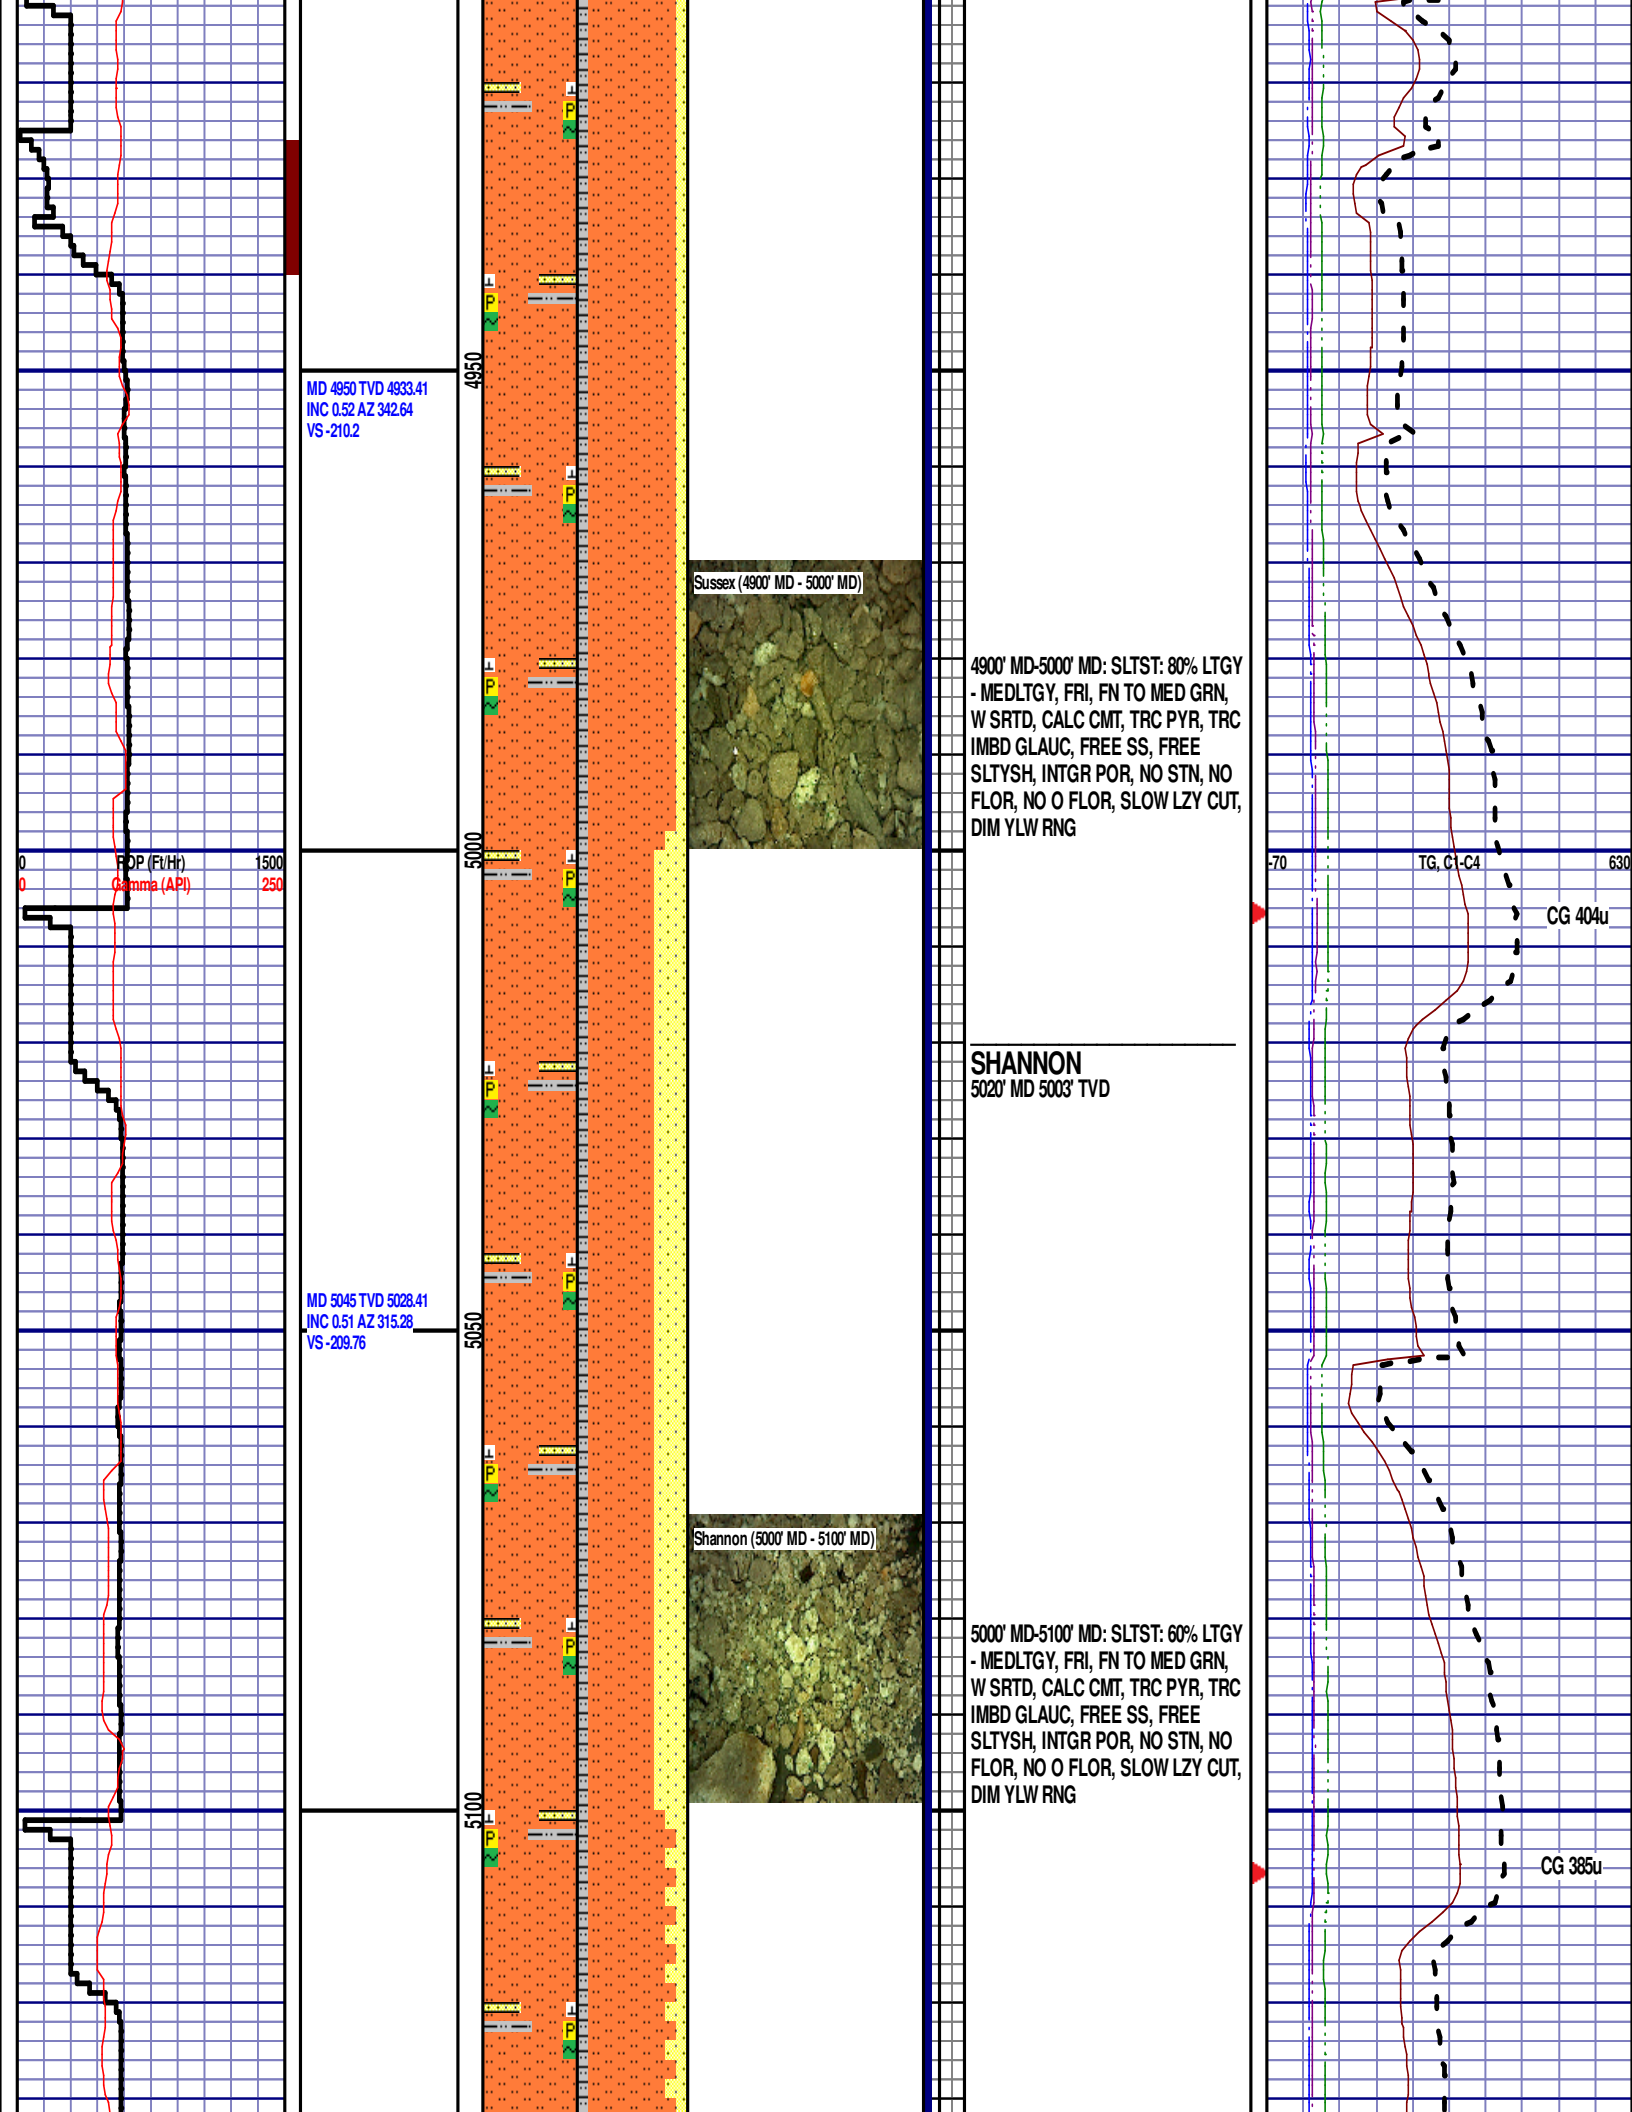 MD 4950 TVD 4933.41
INC 0.52 AZ 342.64
VS -210.2
4950
Sussex (4900' MD - 5000' MD)
4900' MD-5000' MD: SLTST: 80% LTGY
- MEDLTGY, FRI, FN TO MED GRN,
W SRTD, CALC CMT, TRC PYR, TRC
IMBD GLAUC, FREE SS, FREE
SLTYSH, INTGR POR, NO STN, NO
FLOR, NO O FLOR, SLOW LZY CUT,
DIM YLW RNG
5000
0 ROP (Ft/Hr) 1500
0 Gamma (API) 250
-70 TG, C1-C4 630
CG 404u
SHANNON
5020' MD 5003' TVD
MD 5045 TVD 5028.41
INC 0.51 AZ 315.28
VS -209.76
5050
Shannon (5000' MD - 5100' MD)
5000' MD-5100' MD: SLTST: 60% LTGY
- MEDLTGY, FRI, FN TO MED GRN,
W SRTD, CALC CMT, TRC PYR, TRC
IMBD GLAUC, FREE SS, FREE
SLTYSH, INTGR POR, NO STN, NO
FLOR, NO O FLOR, SLOW LZY CUT,
DIM YLW RNG
5100
CG 385u
P
P
P
P
P
P
P
P
P
P
P